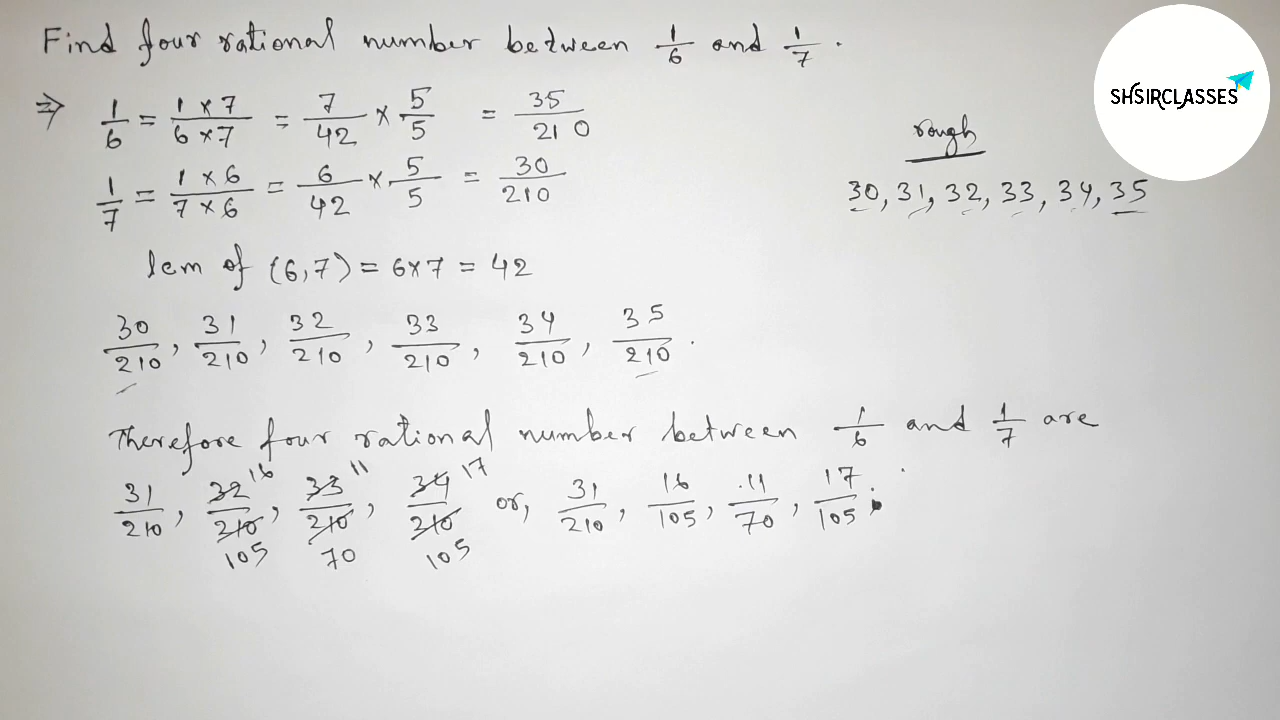 Find four rational number between 1/6 and 1/7.
SHSIRCLASSES
⇒ 1/6 = 1×7/6×7 = 7/42 × 5/5 = 35/210
rough
1/7 = 1×6/7×6 = 6/42 × 5/5 = 30/210
30, 31, 32, 33, 34, 35
lcm of (6,7) = 6×7 = 42
30/210, 31/210, 32/210, 33/210, 34/210, 35/210.
Therefore four rational number between 1/6 and 1/7 are
31/210, 32/210 16/105, 33/210 11/70, 34/210 17/105 or, 31/210, 16/105, 11/70, 17/105.